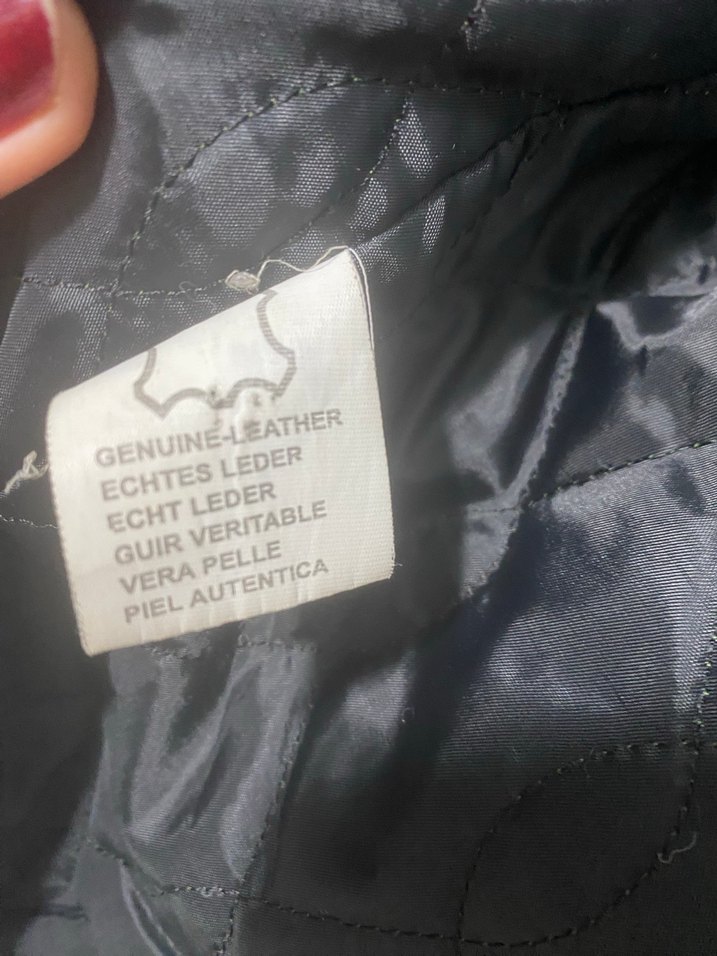 GENUINE-LEATHER
ECHTES LEDER
ECHT LEDER
GUIR VERITABLE
VERA PELLE
PIEL AUTENTICA